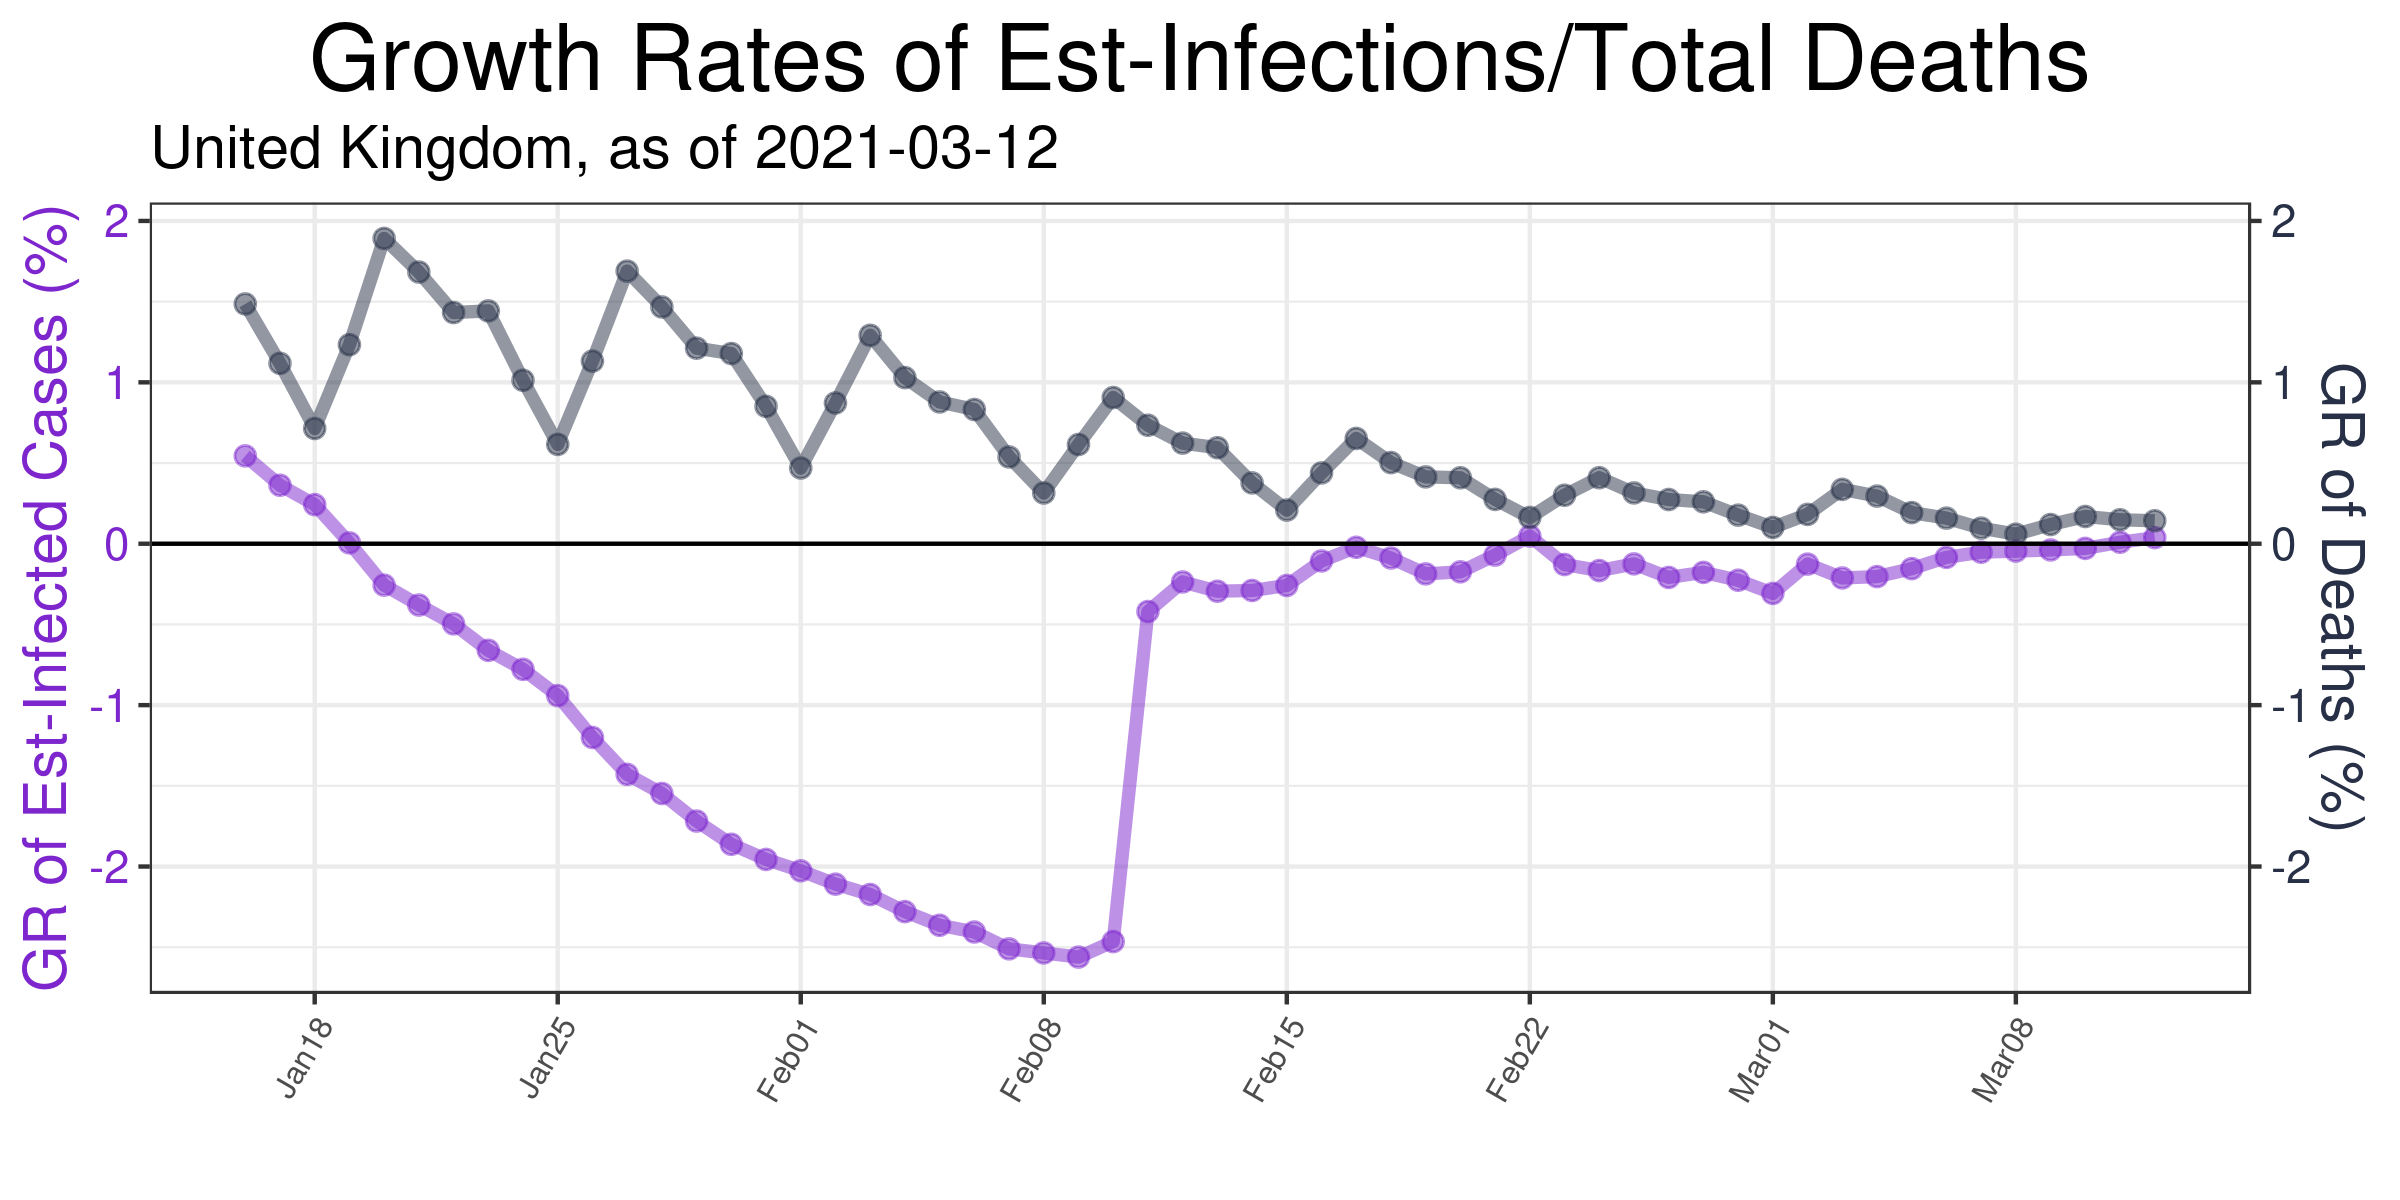 Growth Rates of Est-Infections/Total Deaths
United Kingdom, as of 2021-03-12
GR of Est-Infected Cases (%)
2
1
0
-1
-2
2
1
0
-1
-2
GR of Deaths (%)
Jan18
Jan25
Feb01
Feb08
Feb15
Feb22
Mar01
Mar08